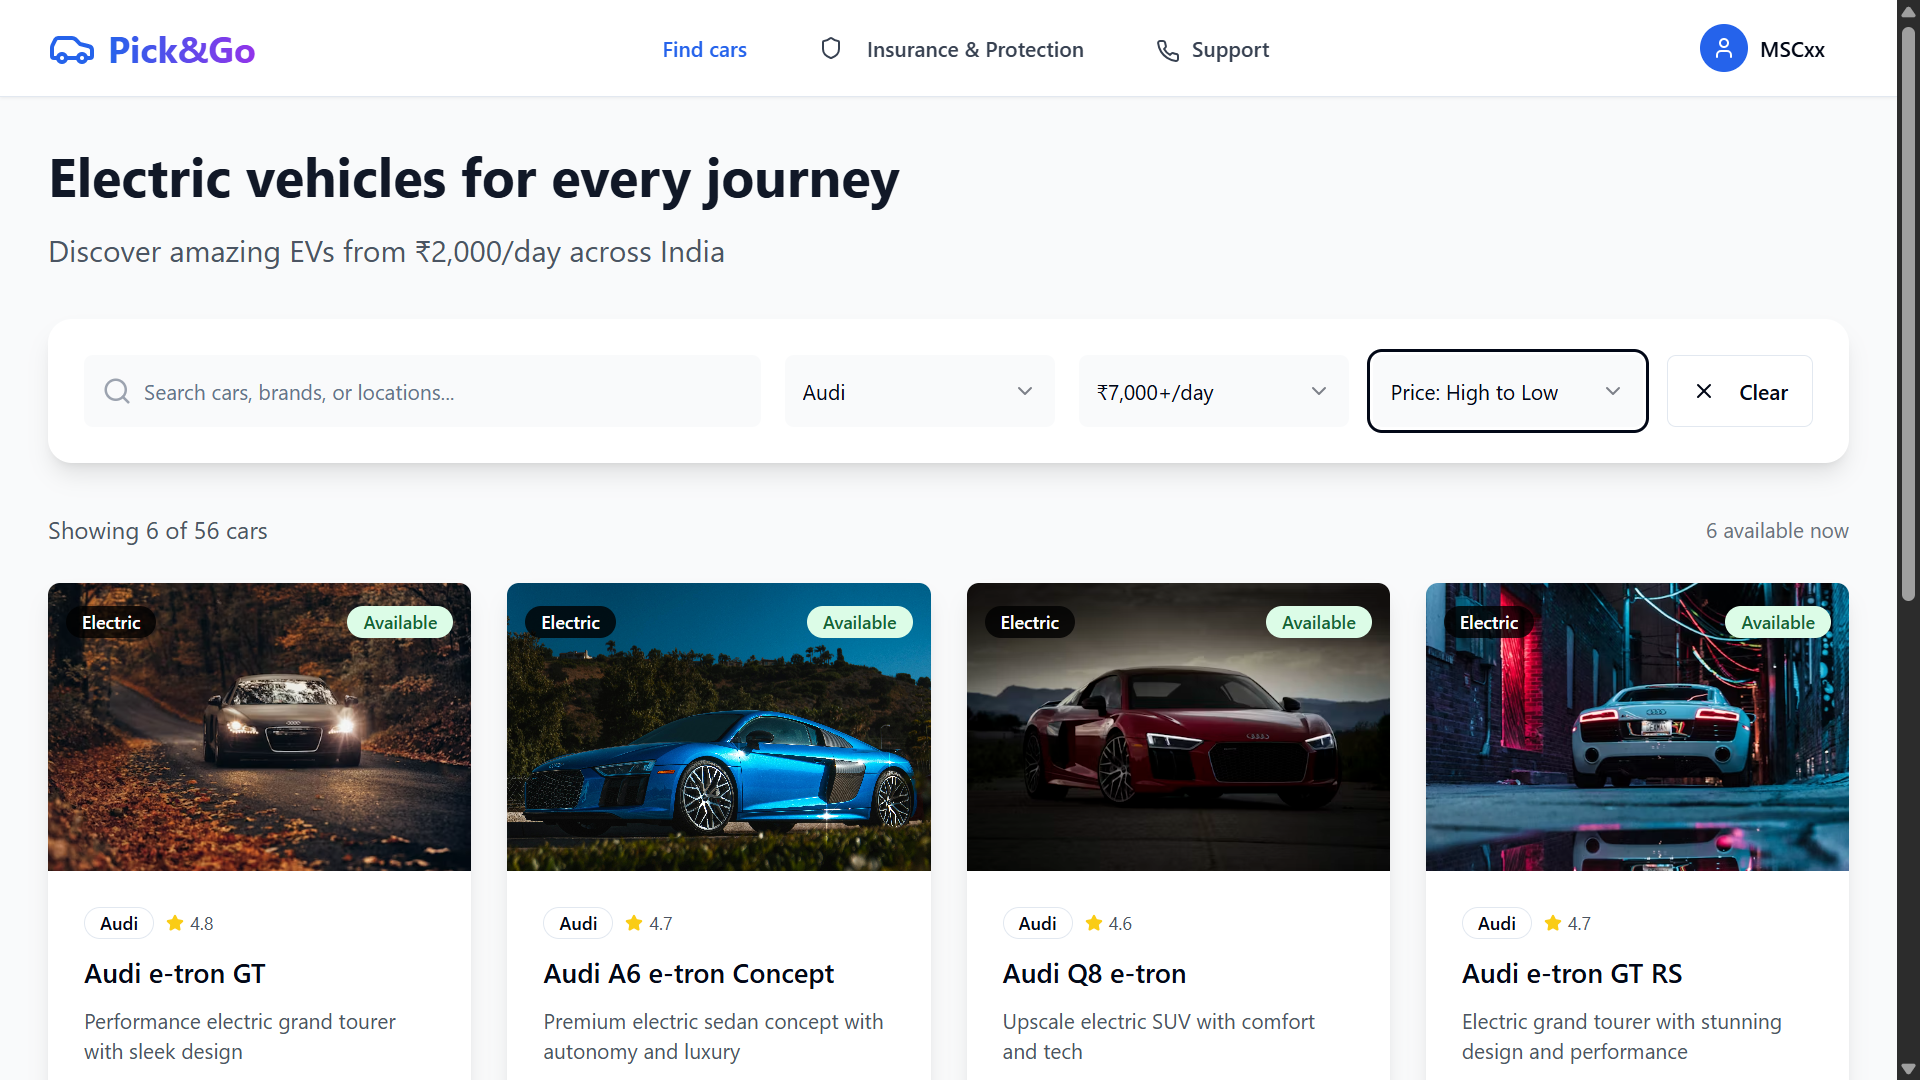 Pick&Go
Find cars
Insurance & Protection
Support
MSCxx
Electric vehicles for every journey
Discover amazing EVs from ₹2,000/day across India
Search cars, brands, or locations...
Audi
₹7,000+/day
Price: High to Low
Clear
Showing 6 of 56 cars
6 available now
Electric
Available
Audi
4.8
Audi e-tron GT
Performance electric grand tourer
with sleek design
Electric
Available
Audi
4.7
Audi A6 e-tron Concept
Premium electric sedan concept with
autonomy and luxury
Electric
Available
Audi
4.6
Audi Q8 e-tron
Upscale electric SUV with comfort
and tech
Electric
Available
Audi
4.7
Audi e-tron GT RS
Electric grand tourer with stunning
design and performance